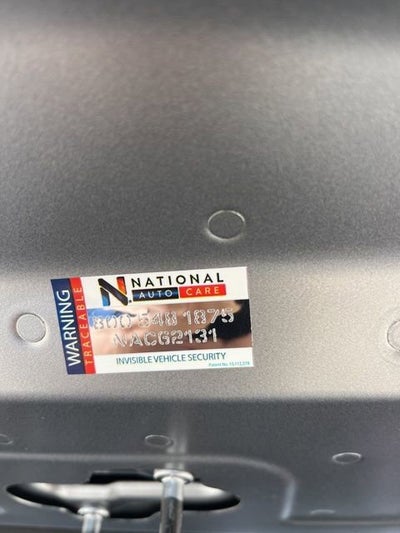 WARNING
TRACEABLE
N. NATIONAL
AUTO CARE
800 548 1875
NACG2131
INVISIBLE VEHICLE SECURITY